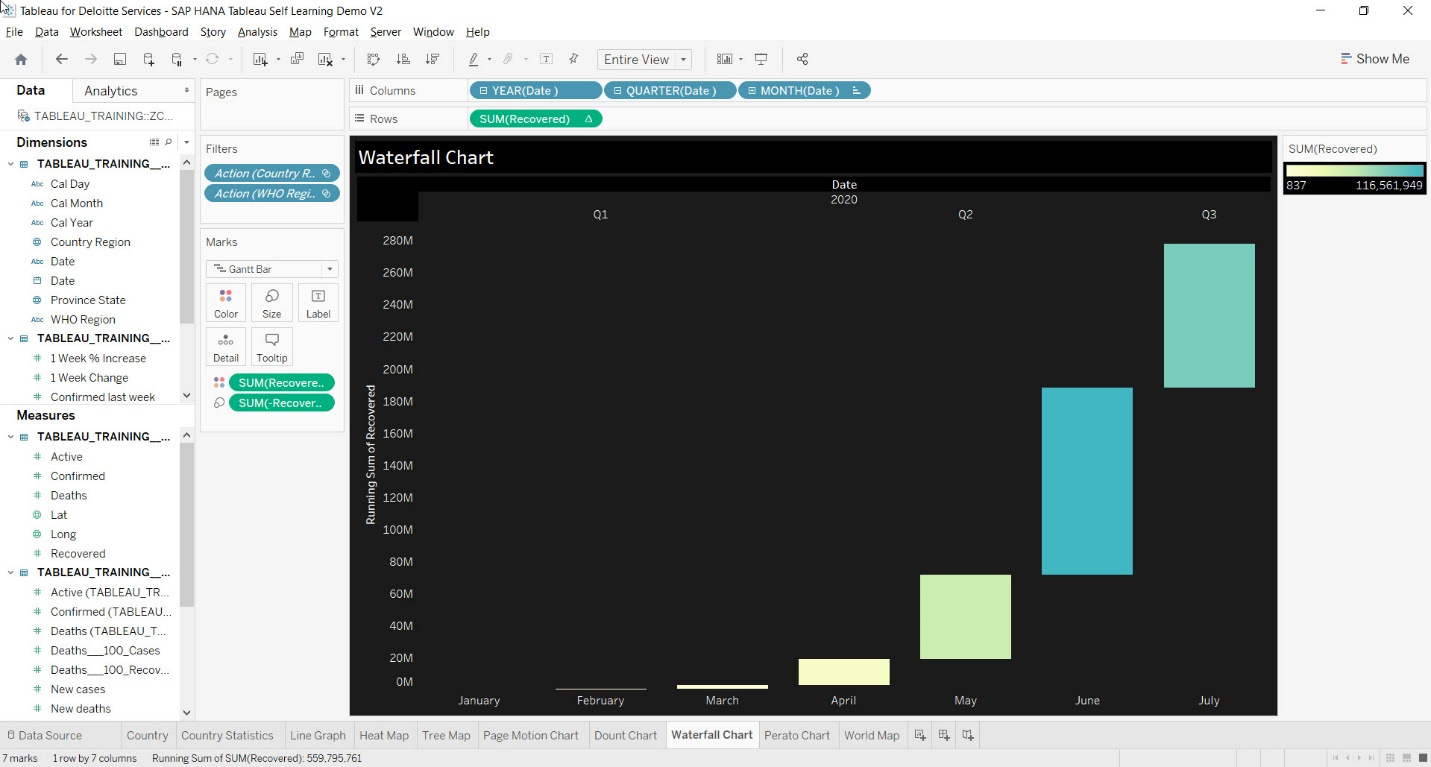 Tableau for Deloitte Services - SAP HANA Tableau Self Learning Demo V2
File Data Worksheet Dashboard Story Analysis Map Format Server Window Help
Entire View
Show Me
Data
Analytics
TABLEAU_TRAINING::ZC...
Dimensions
TABLEAU_TRAINING__...
Abc Cal Day
Abc Cal Month
Abc Cal Year
Country Region
Abc Date
Date
Province State
Abc WHO Region
TABLEAU_TRAINING__...
# 1 Week % Increase
# 1 Week Change
# Confirmed last week
Measures
TABLEAU_TRAINING__...
# Active
# Confirmed
# Deaths
Lat
Long
# Recovered
TABLEAU_TRAINING__...
# Active (TABLEAU_TR...
# Confirmed (TABLEAU...
# Deaths (TABLEAU_T...
# Deaths___100_Cases
# Deaths___100_Recov...
# New cases
# New deaths
Pages
Filters
Action (Country R..
Action (WHO Regi..
Marks
Gantt Bar
Color
Size
Label
Detail
Tooltip
SUM(Recovere..
SUM(-Recover..
Columns
YEAR(Date )
QUARTER(Date )
MONTH(Date )
Rows
SUM(Recovered) Δ
Waterfall Chart
Date
2020
Q1
Q2
Q3
280M
260M
240M
220M
200M
180M
160M
140M
120M
100M
80M
60M
40M
20M
0M
Running Sum of Recovered
January
February
March
April
May
June
July
SUM(Recovered)
837
116,561,949
Data Source
Country
Country Statistics
Line Graph
Heat Map
Tree Map
Page Motion Chart
Dount Chart
Waterfall Chart
Perato Chart
World Map
7 marks
1 row by 7 columns
Running Sum of SUM(Recovered): 559,795,761